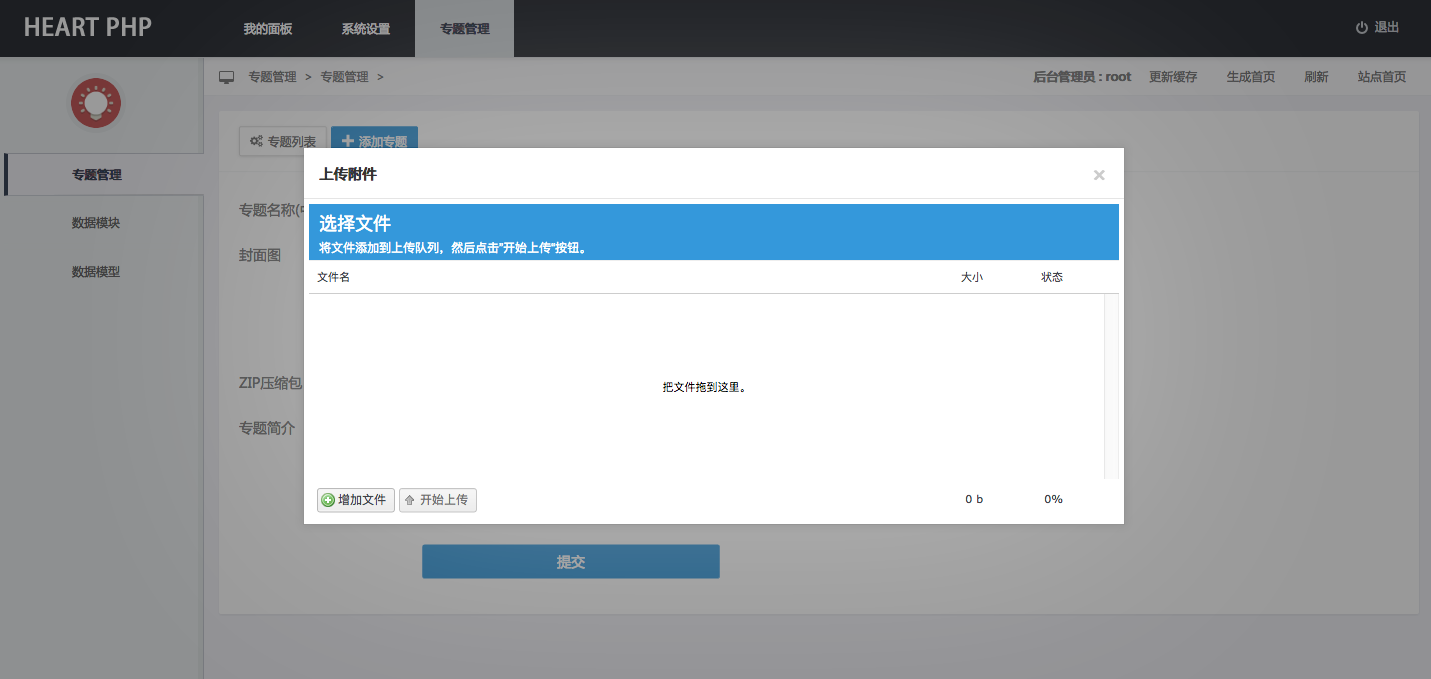 HEART PHP 我的面板 系统设置 专题管理 退出
专题管理 > 专题管理 > 后台管理员 : root 更新缓存 生成首页 刷新 站点首页
专题管理
数据模块
数据模型
专题列表 添加专题
专题名称(
封面图
ZIP压缩包
专题简介
上传附件 ×
选择文件
将文件添加到上传队列，然后点击"开始上传"按钮。
文件名 大小 状态
把文件拖到这里。
增加文件 开始上传 0 b 0%
提交